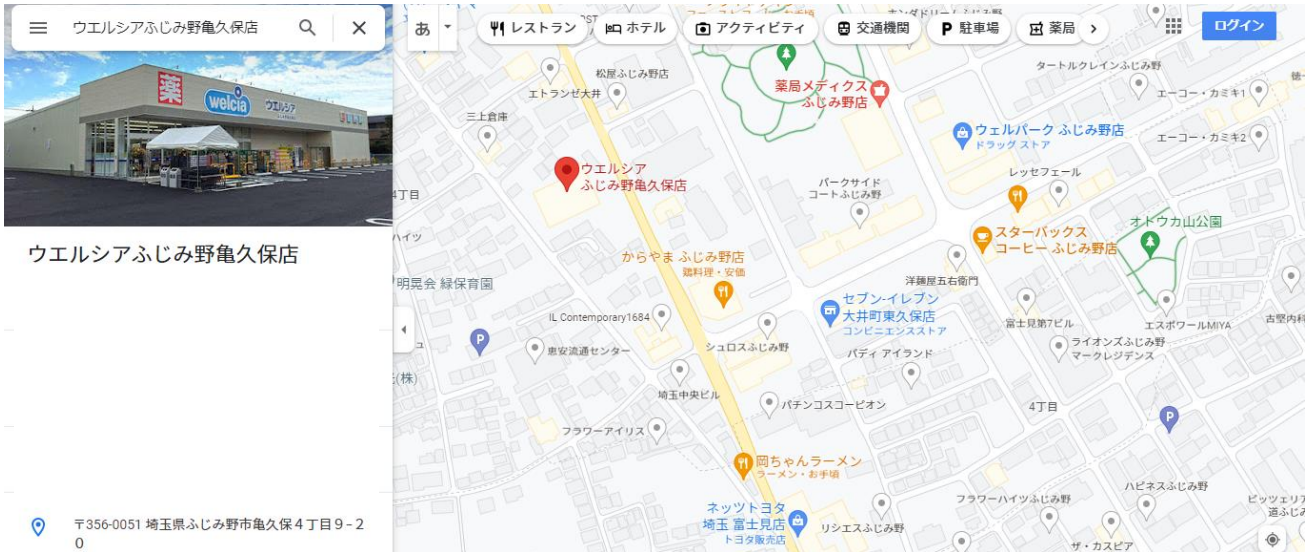 ウエルシアふじみ野亀久保店
薬
welcia
ウエルシア
ウエルシアふじみ野亀久保店
〒356-0051 埼玉県ふじみ野市亀久保4丁目9-2
0
あ
レストラン
ホテル
アクティビティ
交通機関
P 駐車場
薬局
ログイン
松屋ふじみ野店
エトランゼ大井
三上倉庫
薬局メディクス
ふじみ野店
タートルクレインふじみ野
エーコー・カミキ1
ウェルパーク ふじみ野店
ドラッグ ストア
エーコー・カミキ2
ウエルシア
ふじみ野亀久保店
パークサイド
コートふじみ野
レッセフェール
4丁目
スターバックス
コーヒー ふじみ野店
オトウカ山公園
ハイツ
からやま ふじみ野店
鶏料理・安価
明晃会 緑保育園
洋麺屋五右衛門
セブン-イレブン
大井町東久保店
コンビニエンスストア
IL Contemporary1684
富士見第7ビル
エスポワールMIYA
古堅内科
P
恵安流通センター
シュロスふじみ野
パディ アイランド
ライオンズふじみ野
マークレジデンス
(株)
埼玉中央ビル
パチンコスコーピオン
4丁目
P
フラワーアイリス
岡ちゃんラーメン
ラーメン・お手頃
フラワーハイツふじみ野
ハピネスふじみ野
ネッツトヨタ
埼玉 富士見店
トヨタ販売店
リシエスふじみ野
ピッツェリア
道ふじみ
ザ・カスピア